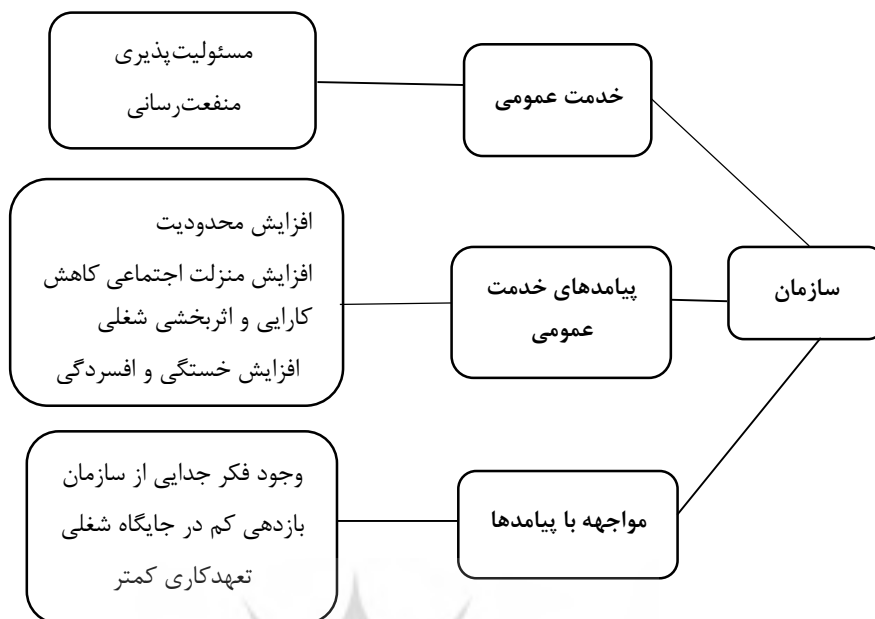 سازمان
خدمت عمومی
مسئولیت‌پذیری
منفعت‌رسانی
پیامدهای خدمت
عمومی
افزایش محدودیت
افزایش منزلت اجتماعی کاهش
کارایی و اثربخشی شغلی
افزایش خستگی و افسردگی
مواجهه با پیامدها
وجود فکر جدایی از سازمان
بازدهی کم در جایگاه شغلی
تعهدکاری کمتر